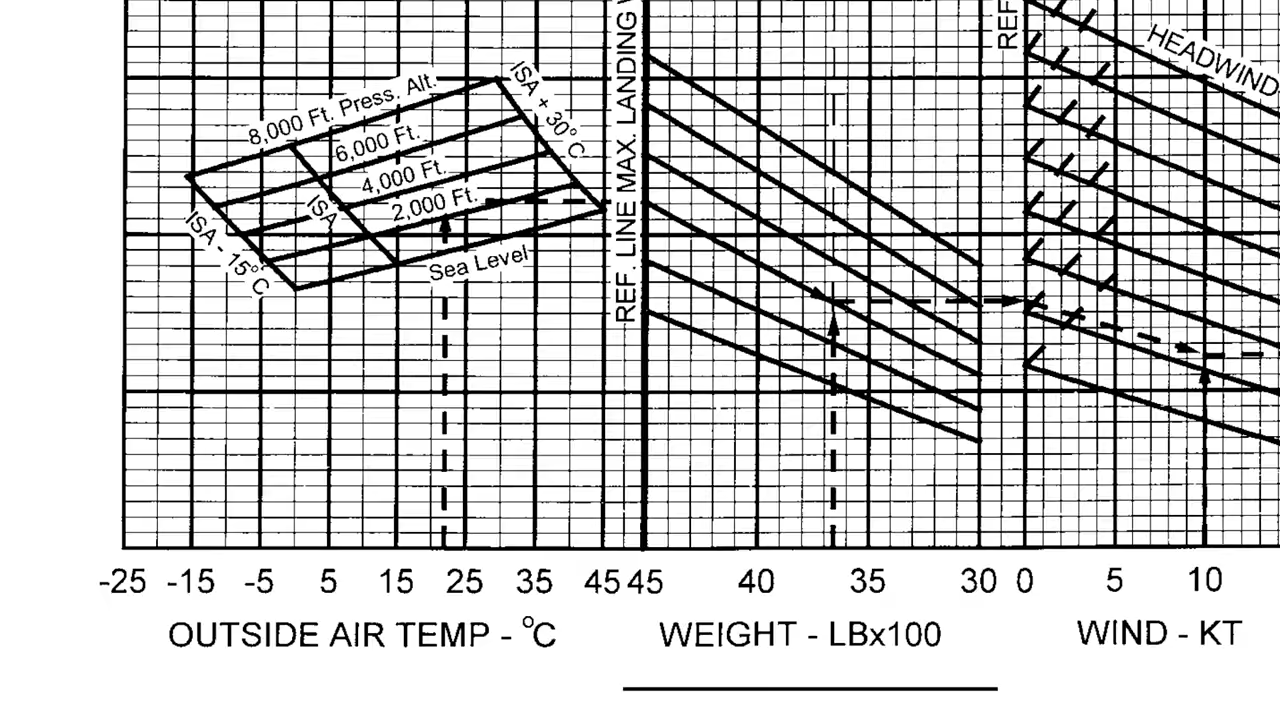 8,000 Ft. Press. Alt.
6,000 Ft.
4,000 Ft.
2,000 Ft.
Sea Level
ISA - 15°C
ISA
ISA + 30°C
REF. LINE MAX. LANDING
REF
HEADWIND
-25 -15 -5 5 15 25 35 45 45 40 35 30 0 5 10
OUTSIDE AIR TEMP - °C WEIGHT - LBx100 WIND - KT